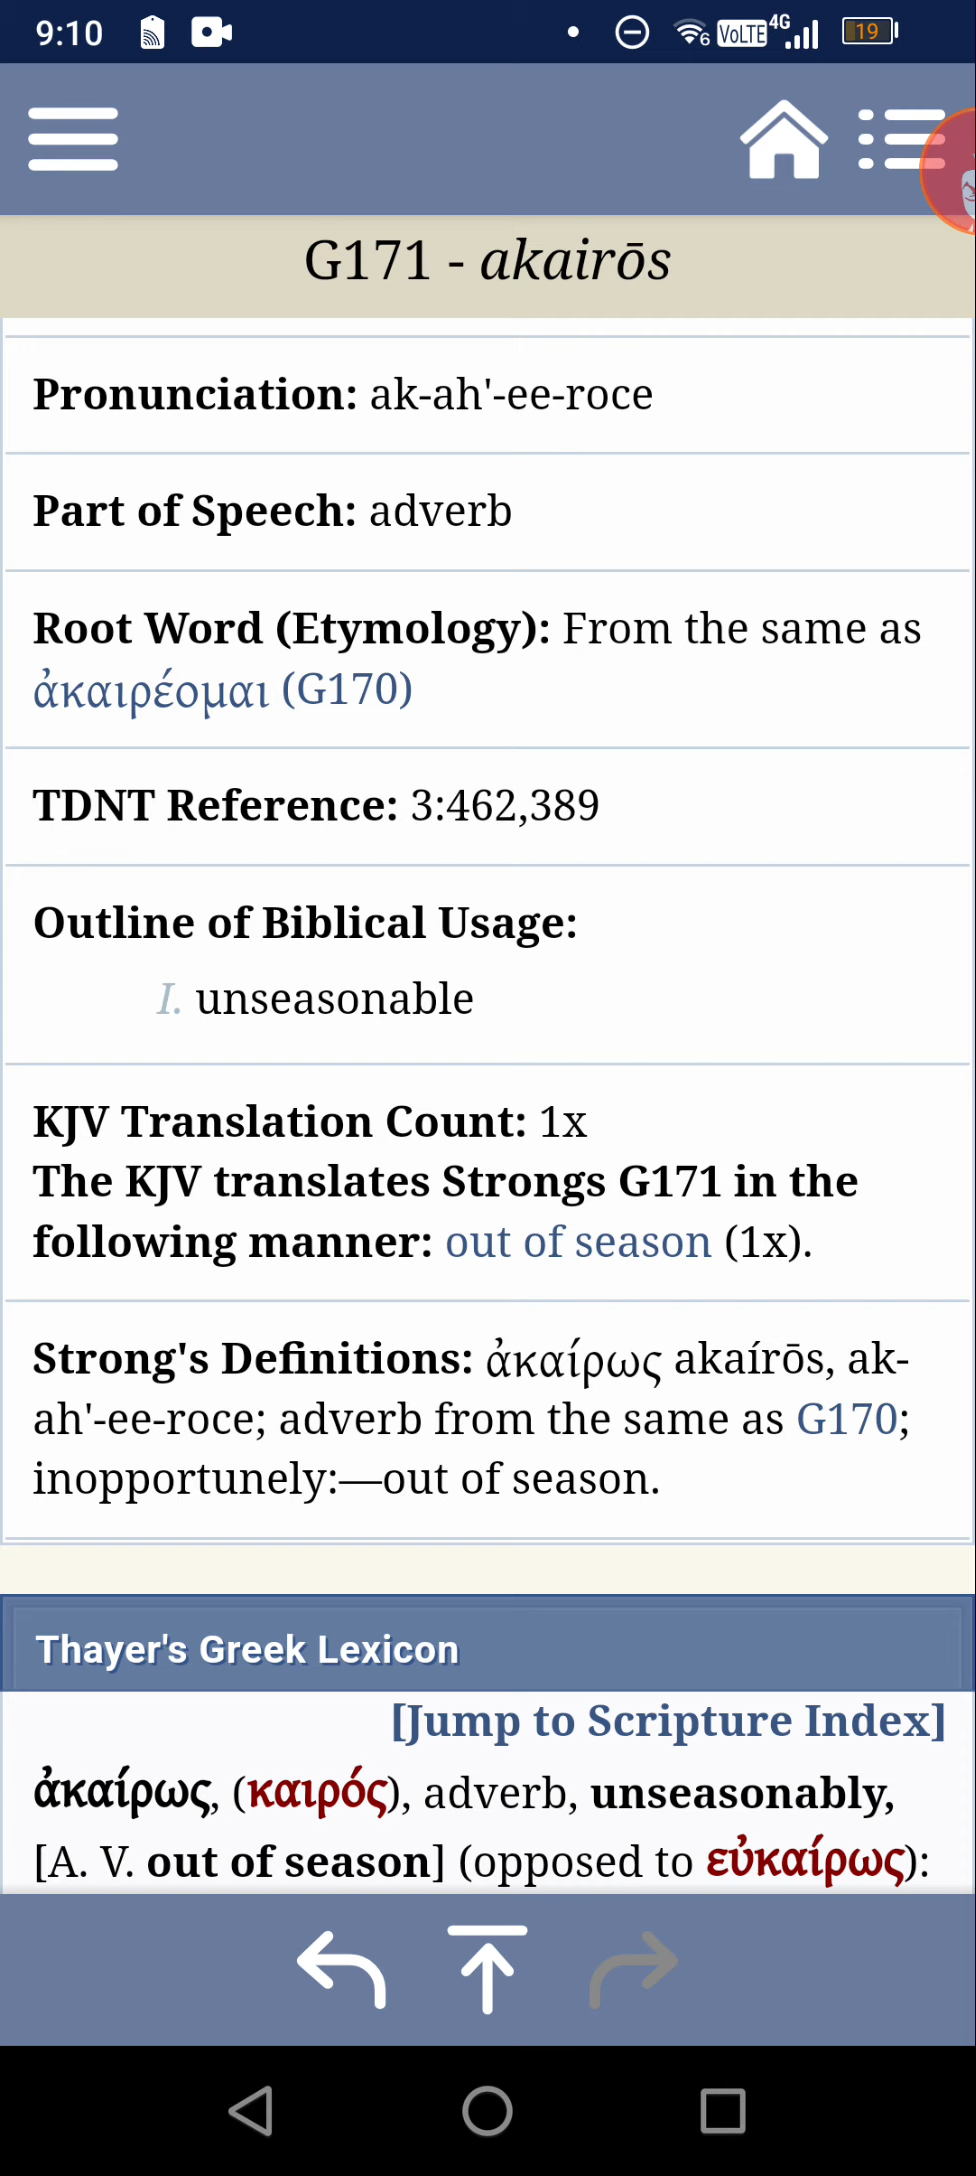 9:10
6 VoLTE 4G 19
G171 - akairōs
Pronunciation: ak-ah'-ee-roce
Part of Speech: adverb
Root Word (Etymology): From the same as
ἀκαιρέομαι (G170)
TDNT Reference: 3:462,389
Outline of Biblical Usage:
I. unseasonable
KJV Translation Count: 1x
The KJV translates Strongs G171 in the
following manner: out of season (1x).
Strong's Definitions: ἀκαίρως akaírōs, ak-
ah'-ee-roce; adverb from the same as G170;
inopportunely:—out of season.
Thayer's Greek Lexicon
[Jump to Scripture Index]
ἀκαίρως, (καιρός), adverb, unseasonably,
[A. V. out of season] (opposed to εὐκαίρως):